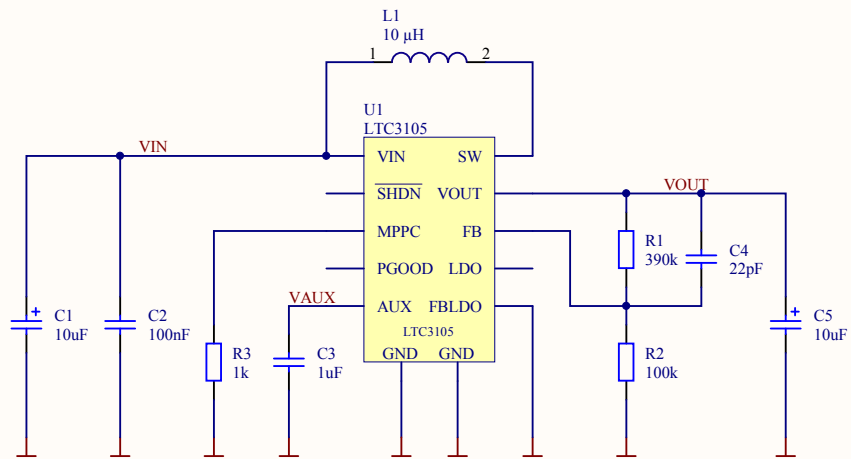 L1
10 µH
1
2
U1
LTC3105
VIN
VIN
SW
SHDN
VOUT
VOUT
MPPC
FB
R1
390k
C4
22pF
PGOOD
LDO
VAUX
AUX
FBLDO
LTC3105
C1
10uF
C2
100nF
R3
1k
C3
1uF
GND
GND
R2
100k
C5
10uF
+
+